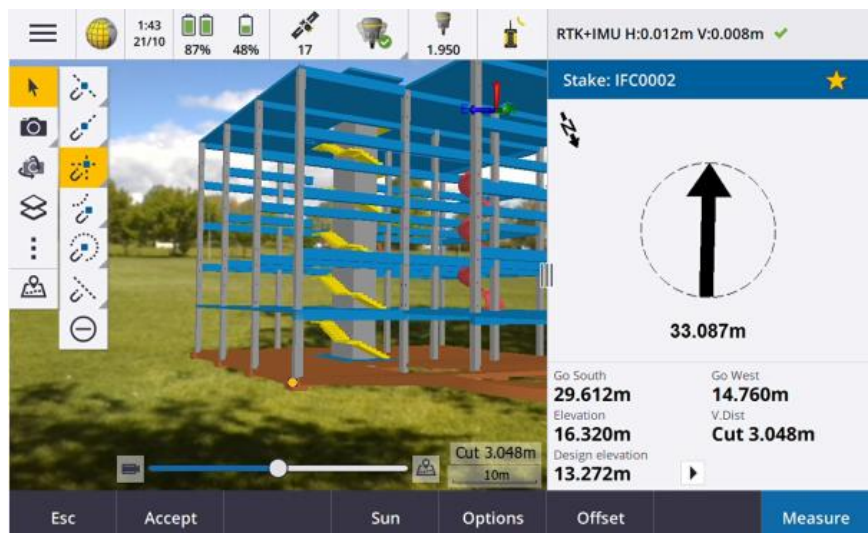 1:43
21/10
87%
48%
17
1.950
RTK+IMU H:0.012m V:0.008m
Stake: IFC0002
N
33.087m
Go South
Go West
29.612m
14.760m
Elevation
V.Dist
16.320m
Cut 3.048m
Design elevation
13.272m
Cut 3.048m
10m
Esc
Accept
Sun
Options
Offset
Measure